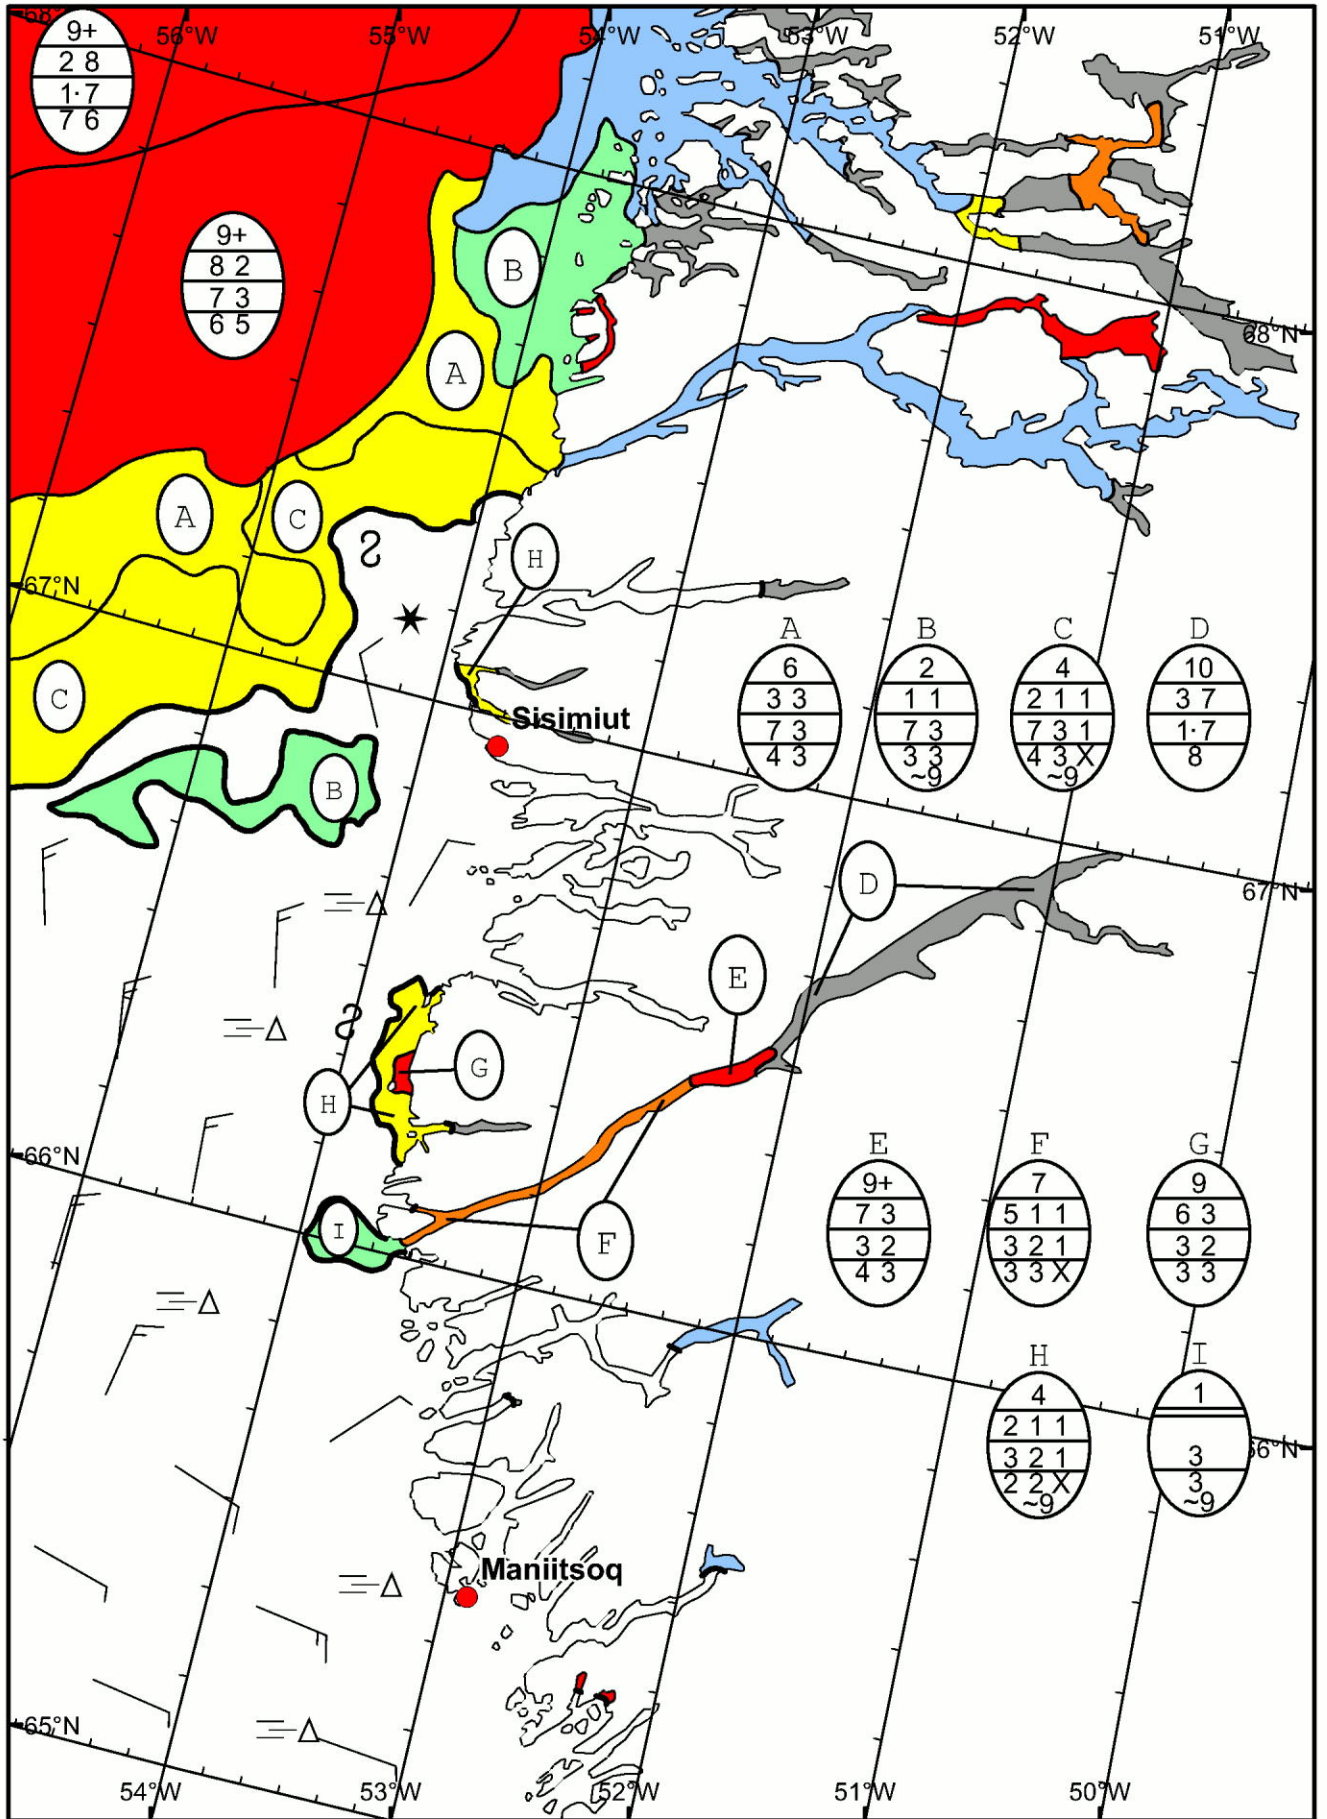 68°
56°W 55°W 54°W 53°W 52°W 51°W
9+
2 8
1·7
7 6
9+
8 2
7 3
6 5
B
68°N
A
A
C
H
67°N
C
Sisimiut
B
A B C D
6 2 4 10
3 3 1 1 2 1 1 3 7
7 3 7 3 7 3 1 1·7
4 3 3 3 4 3 X 8
~9 ~9
D
67°N
E
G
H
66°N
I
F
E F G
9+ 7 9
7 3 5 1 1 6 3
3 2 3 2 1 3 2
4 3 3 3 X 3 3
H I
4 1
2 1 1
3 2 1 3
2 2 X 3
~9 ~9
66°N
Maniitsoq
65°N
54°W 53°W 52°W 51°W 50°W